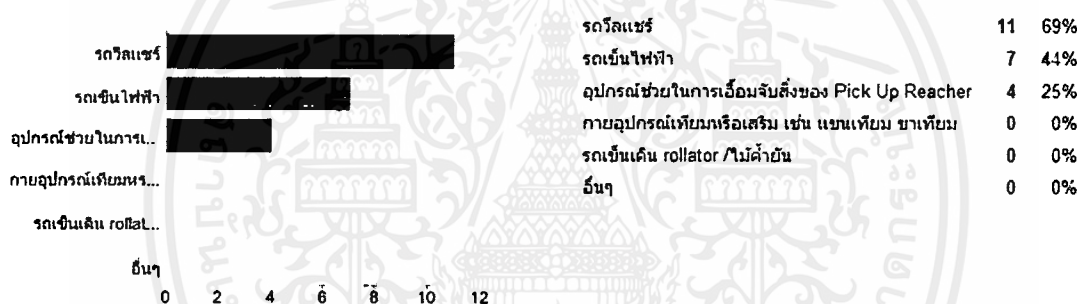 รถวีลแชร์
รถเข็นไฟฟ้า
อุปกรณ์ช่วยในการเ..
กายอุปกรณ์เทียมหร...
รถเข็นเดิน rollat...
อื่นๆ
0 2 4 6 8 10 12
รถวีลแชร์ 11 69%
รถเข็นไฟฟ้า 7 44%
อุปกรณ์ช่วยในการเอื้อมจับสิ่งของ Pick Up Reacher 4 25%
กายอุปกรณ์เทียมหรือเสริม เช่น แขนเทียม ขาเทียม 0 0%
รถเข็นเดิน rollator /ไม้ค้ำยัน 0 0%
อื่นๆ 0 0%